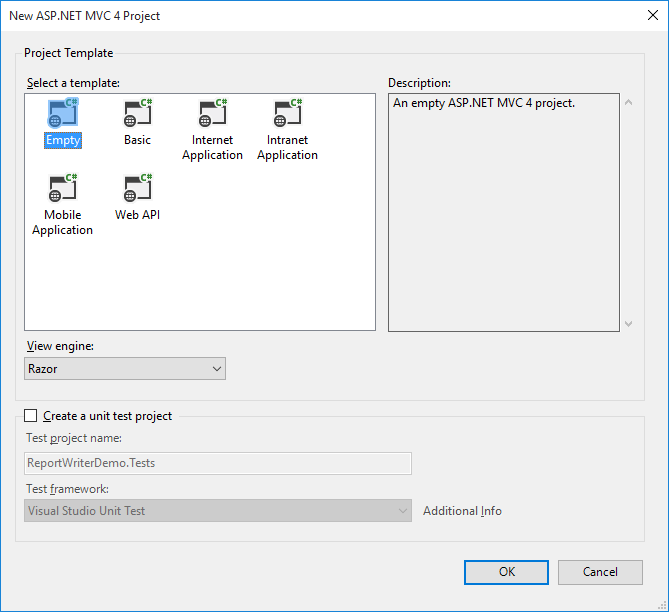 New ASP.NET MVC 4 Project
Project Template
Select a template:
Description:
C# C# C# C#
An empty ASP.NET MVC 4 project.
Empty
Basic
Internet Application
Intranet Application
C# C#
Mobile Application
Web API
View engine:
Razor
Create a unit test project
Test project name:
ReportWriterDemo.Tests
Test framework:
Visual Studio Unit Test
Additional Info
OK
Cancel